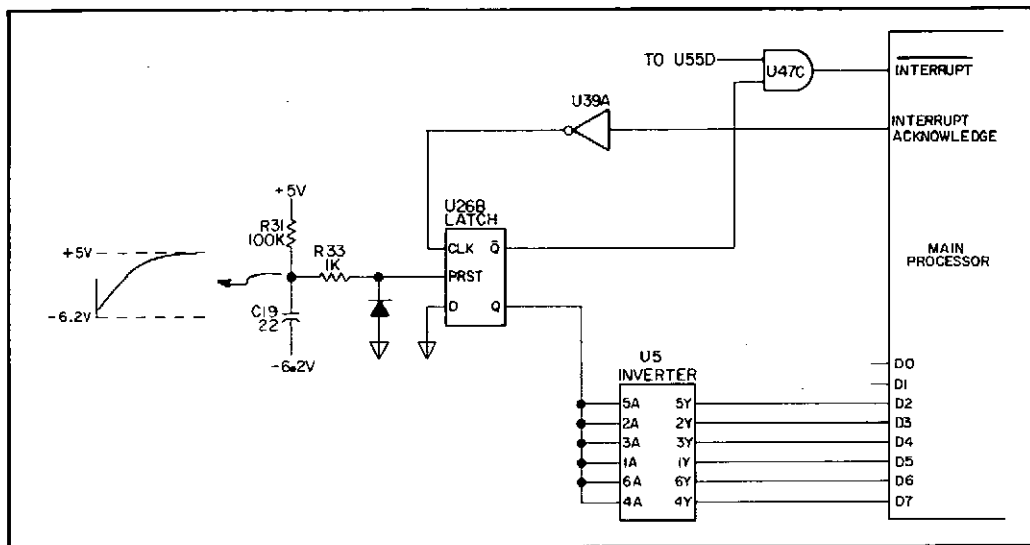 TO U55D
U47C
INTERRUPT
U39A
INTERRUPT
ACKNOWLEDGE
+5V
R31
100K
U26B
LATCH
+5V
R33
1K
CLK
Q
PRST
MAIN
PROCESSOR
-6.2V
C19
22
D
Q
-6.2V
U5
INVERTER
D0
D1
5A
5Y
D2
2A
2Y
D3
3A
3Y
D4
1A
1Y
D5
6A
6Y
D6
4A
4Y
D7